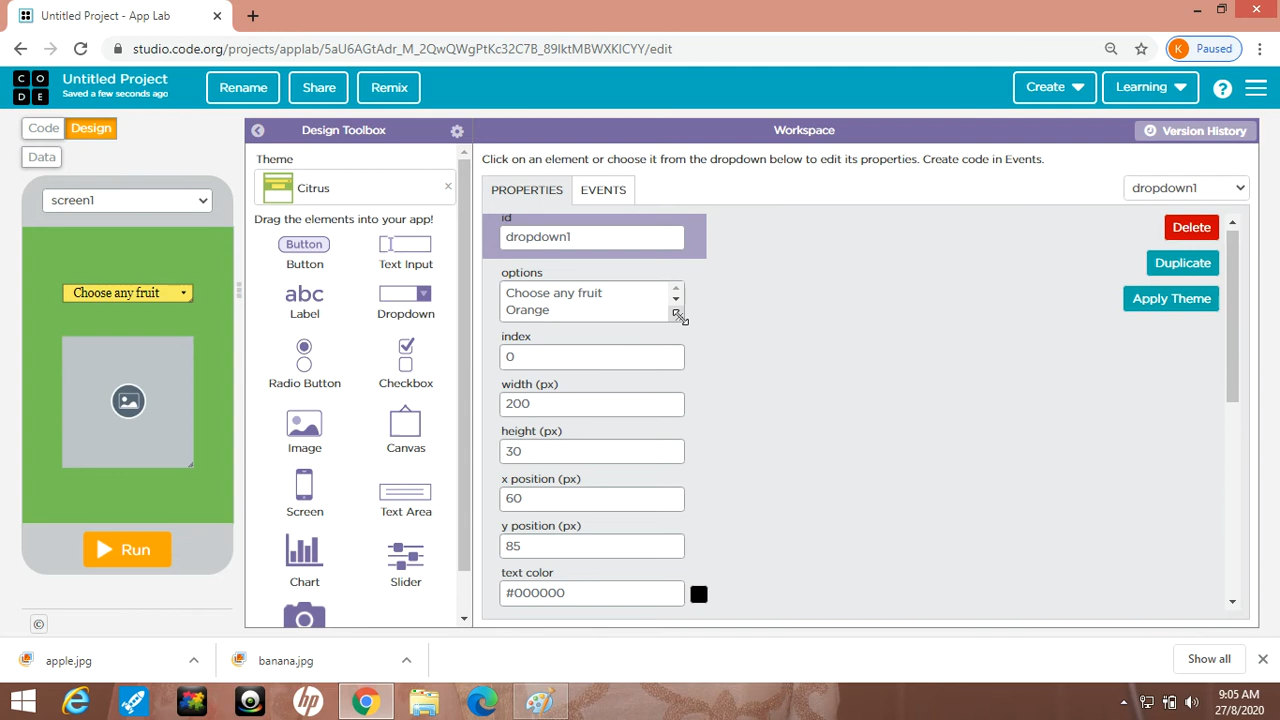 Untitled Project - App Lab
studio.code.org/projects/applab/5aU6AGtAdr_M_2QwQWgPtKc32C7B_89lktMBWXKlCYY/edit
K Paused
C O
D E
Untitled Project
Saved a few seconds ago
Rename
Share
Remix
Create
Learning
?
Code
Design
Data
Design Toolbox
Workspace
Version History
Theme
Citrus
Drag the elements into your app!
Button
Button
Text Input
abc
Label
Dropdown
Radio Button
Checkbox
Image
Canvas
Screen
Text Area
Chart
Slider
screen1
Choose any fruit
Run
©
Click on an element or choose it from the dropdown below to edit its properties. Create code in Events.
PROPERTIES
EVENTS
dropdown1
id
dropdown1
options
Choose any fruit
Orange
index
0
width (px)
200
height (px)
30
x position (px)
60
y position (px)
85
text color
#000000
Delete
Duplicate
Apply Theme
apple.jpg
banana.jpg
Show all
hp
9:05 AM
27/8/2020